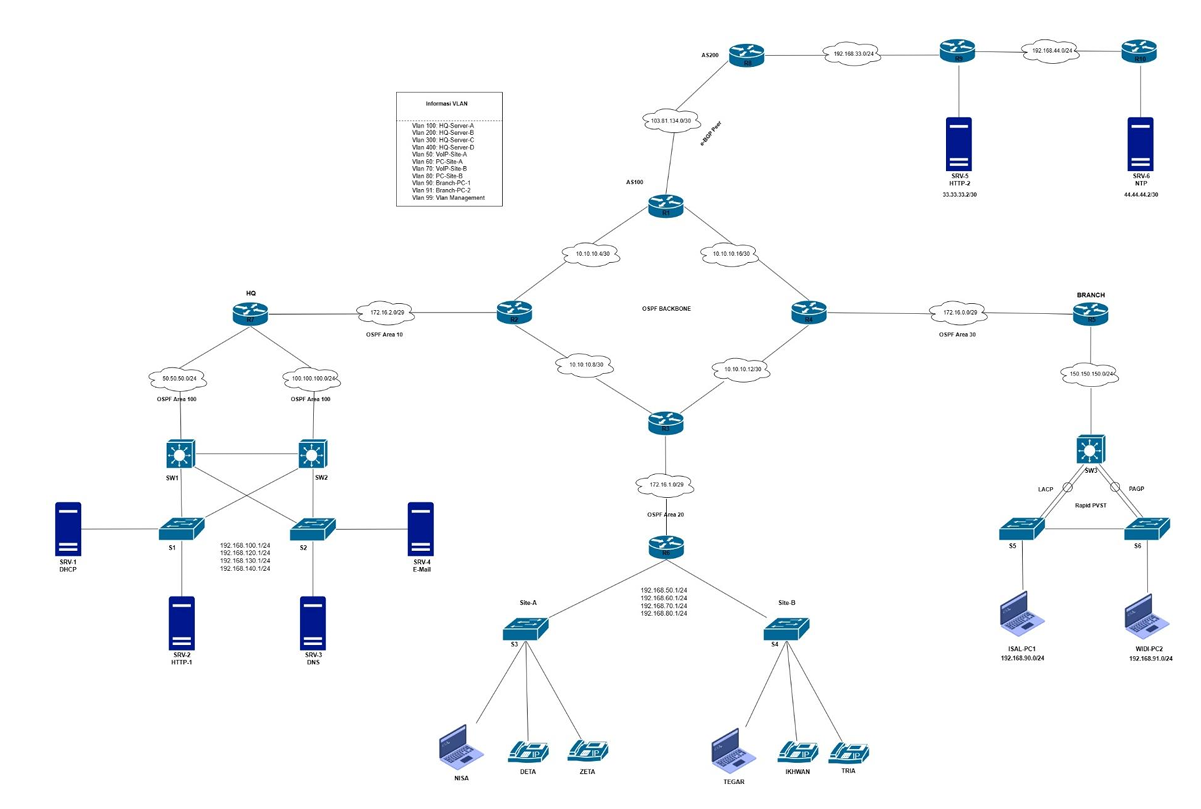 AS200
R8
192.168.33.0/24
R9
192.168.44.0/24
R10
Informasi VLAN
Vlan 100: HQ-Server-A
Vlan 200: HQ-Server-B
Vlan 300: HQ-Server-C
Vlan 400: HQ-Server-D
Vlan 50: VoIP-Site-A
Vlan 60: PC-Site-A
Vlan 70: VoIP-Site-B
Vlan 80: PC-Site-B
Vlan 90: Branch-PC-1
Vlan 91: Branch-PC-2
Vlan 99: Vlan Management
103.81.134.0/30
e-BGP Peer
SRV-5
HTTP-2
33.33.33.2/30
SRV-6
NTP
44.44.44.2/30
AS100
R1
10.10.10.4/30
10.10.10.16/30
HQ
R7
172.16.2.0/29
OSPF Area 10
R2
OSPF BACKBONE
R4
172.16.0.0/29
OSPF Area 30
BRANCH
R5
10.10.10.8/30
10.10.10.12/30
50.50.50.0/24
OSPF Area 100
100.100.100.0/24
OSPF Area 100
150.150.150.0/24
R3
SW1
SW2
SW3
172.16.1.0/29
OSPF Area 20
LACP
PAGP
Rapid PVST
S1
S2
192.168.100.1/24
192.168.120.1/24
192.168.130.1/24
192.168.140.1/24
SRV-1
DHCP
SRV-4
E-Mail
R6
S5
S6
192.168.50.1/24
192.168.60.1/24
192.168.70.1/24
192.168.80.1/24
Site-A
Site-B
S3
S4
SRV-2
HTTP-1
SRV-3
DNS
ISAL-PC1
192.168.90.0/24
WIDI-PC2
192.168.91.0/24
IP
IP
IP
IP
NISA
DETA
ZETA
TEGAR
IKHWAN
TRIA